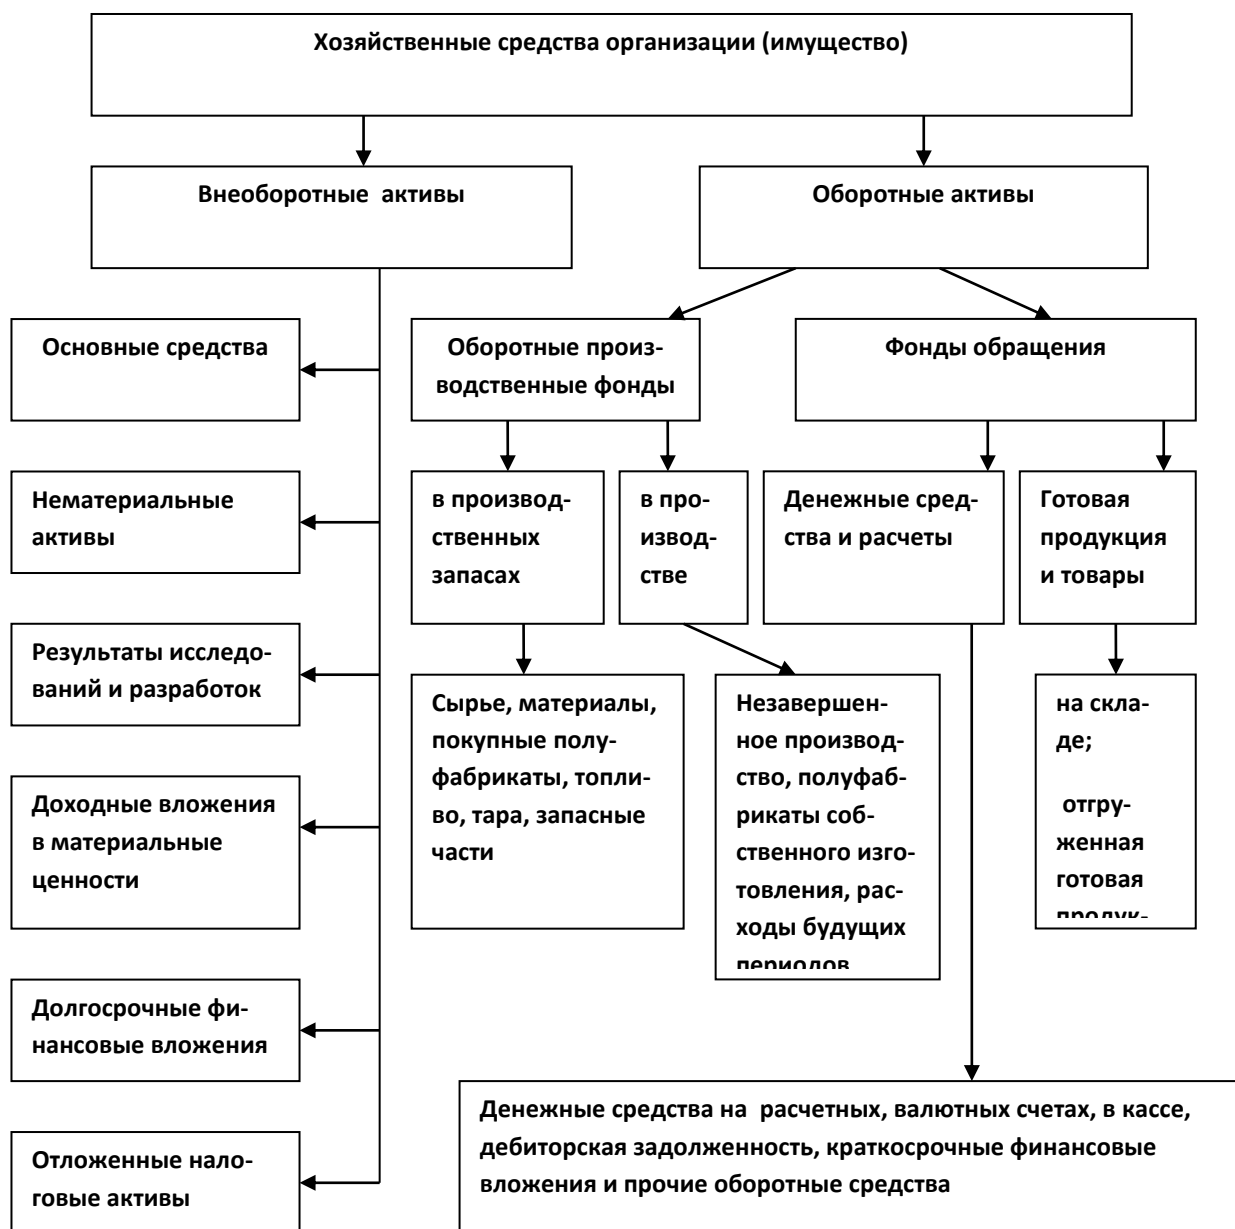 Хозяйственные средства организации (имущество)
Внеоборотные активы
Оборотные активы
Основные средства
Оборотные произ-
водственные фонды
Фонды обращения
Нематериальные
активы
в производ-
ственных
запасах
в про-
извод-
стве
Денежные сред-
ства и расчеты
Готовая
продукция
и товары
Результаты исследо-
ваний и разработок
Сырье, материалы,
покупные полу-
фабрикаты, топли-
во, тара, запасные
части
Незавершен-
ное производ-
ство, полуфаб-
рикаты соб-
ственного изго-
товления, рас-
ходы будущих
периодов
на скла-
де;
отгру-
женная
готовая
продук-
Доходные вложения
в материальные
ценности
Долгосрочные фи-
нансовые вложения
Отложенные нало-
говые активы
Денежные средства на расчетных, валютных счетах, в кассе,
дебиторская задолженность, краткосрочные финансовые
вложения и прочие оборотные средства